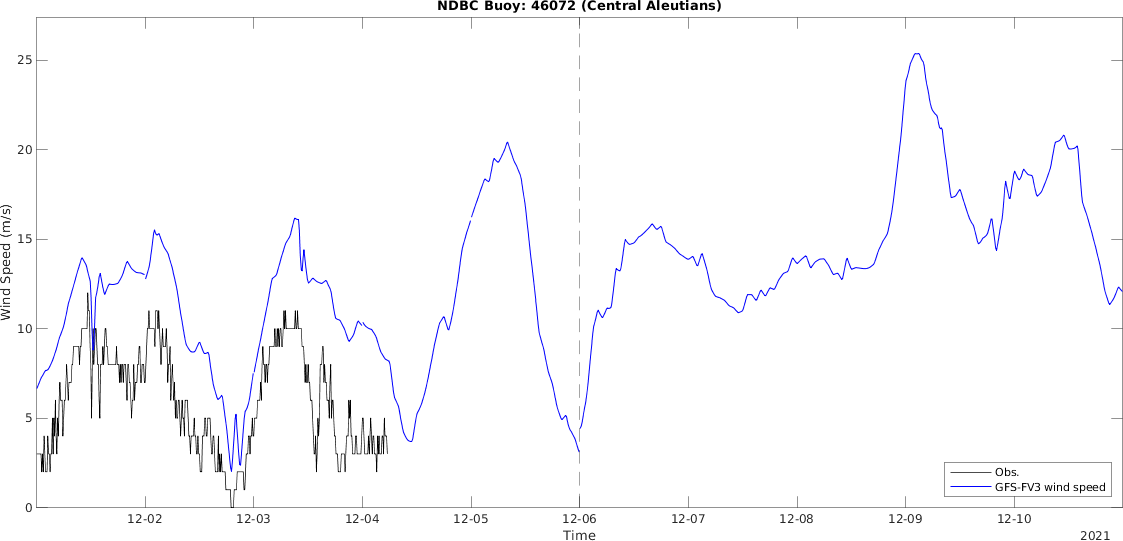 NDBC Buoy: 46072 (Central Aleutians)
25
20
15
10
5
0
Wind Speed (m/s)
12-02 12-03 12-04 12-05 12-06 12-07 12-08 12-09 12-10
Time
2021
Obs.
GFS-FV3 wind speed